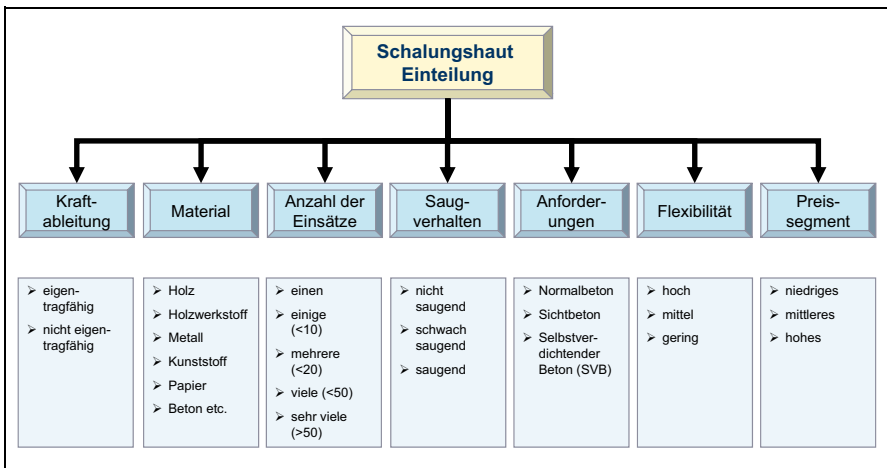 Schalungshaut
Einteilung
Kraft-
ableitung
Material
Anzahl der
Einsätze
Saug-
verhalten
Anforder-
ungen
Flexibilität
Preis-
segment
➢ eigen-
tragfähig
➢ nicht eigen-
tragfähig
➢ Holz
➢ Holzwerkstoff
➢ Metall
➢ Kunststoff
➢ Papier
➢ Beton etc.
➢ einen
➢ einige
(<10)
➢ mehrere
(<20)
➢ viele (<50)
➢ sehr viele
(>50)
➢ nicht
saugend
➢ schwach
saugend
➢ saugend
➢ Normalbeton
➢ Sichtbeton
➢ Selbstver-
dichtender
Beton (SVB)
➢ hoch
➢ mittel
➢ gering
➢ niedriges
➢ mittleres
➢ hohes